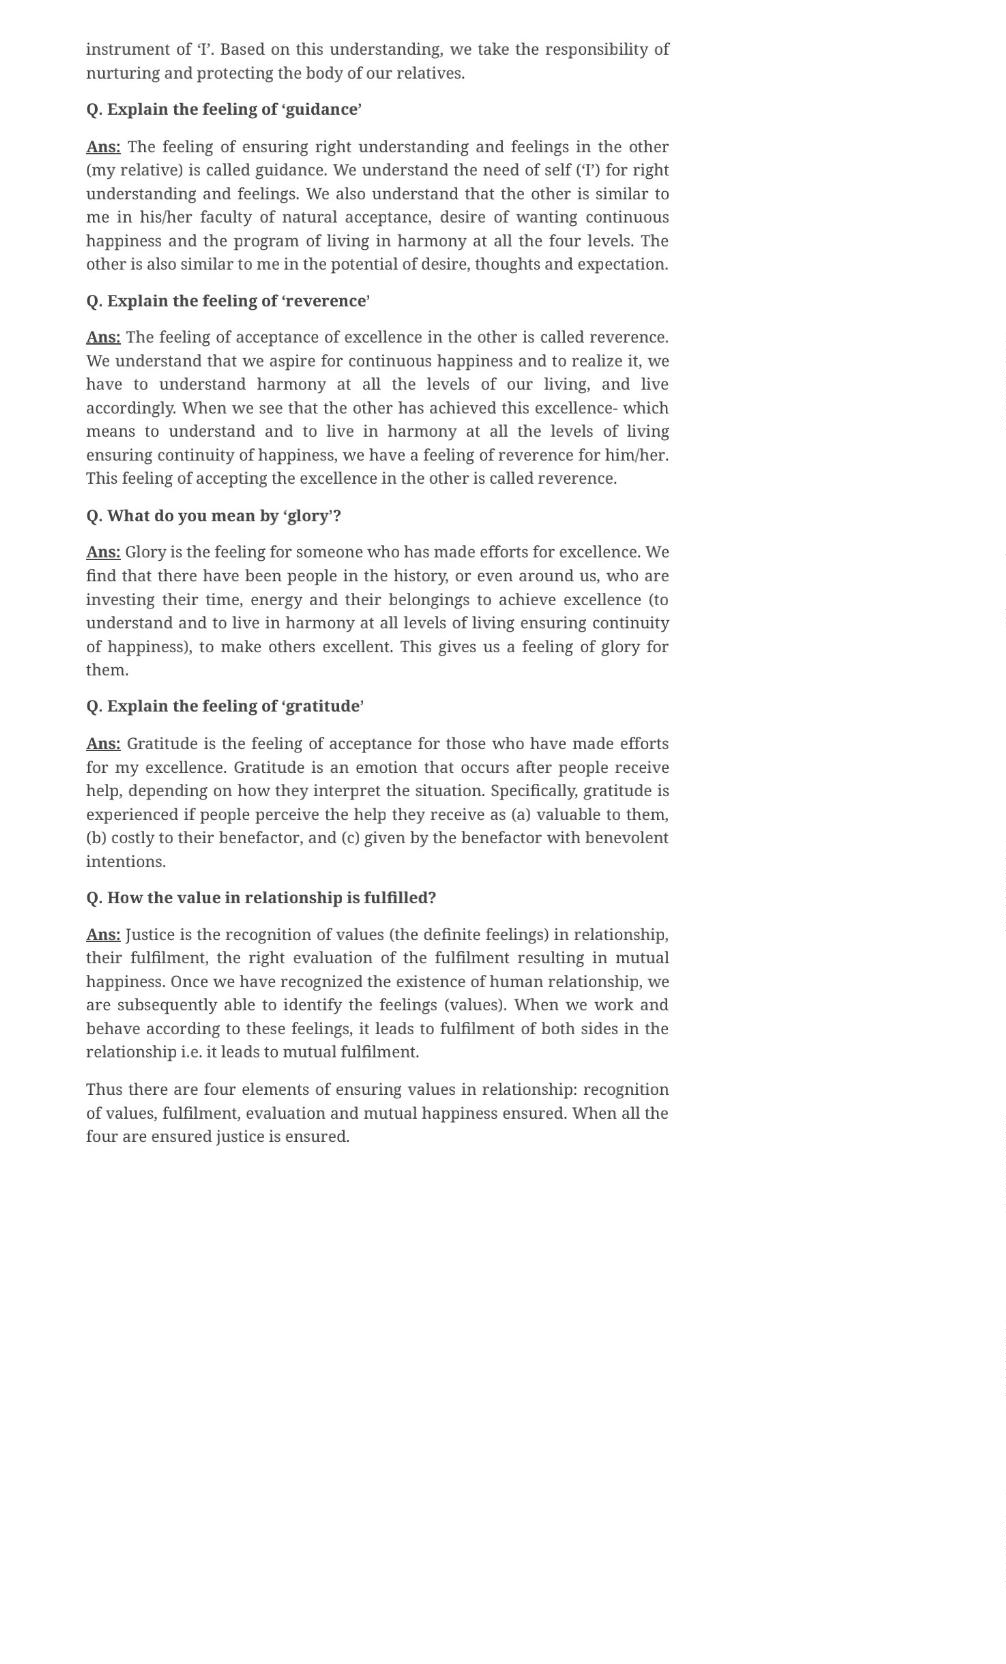 instrument of ‘I’. Based on this understanding, we take the responsibility of
nurturing and protecting the body of our relatives.
Q. Explain the feeling of ‘guidance’
Ans: The feeling of ensuring right understanding and feelings in the other
(my relative) is called guidance. We understand the need of self (‘I’) for right
understanding and feelings. We also understand that the other is similar to
me in his/her faculty of natural acceptance, desire of wanting continuous
happiness and the program of living in harmony at all the four levels. The
other is also similar to me in the potential of desire, thoughts and expectation.
Q. Explain the feeling of ‘reverence’
Ans: The feeling of acceptance of excellence in the other is called reverence.
We understand that we aspire for continuous happiness and to realize it, we
have to understand harmony at all the levels of our living, and live
accordingly. When we see that the other has achieved this excellence- which
means to understand and to live in harmony at all the levels of living
ensuring continuity of happiness, we have a feeling of reverence for him/her.
This feeling of accepting the excellence in the other is called reverence.
Q. What do you mean by ‘glory’?
Ans: Glory is the feeling for someone who has made efforts for excellence. We
find that there have been people in the history, or even around us, who are
investing their time, energy and their belongings to achieve excellence (to
understand and to live in harmony at all levels of living ensuring continuity
of happiness), to make others excellent. This gives us a feeling of glory for
them.
Q. Explain the feeling of ‘gratitude’
Ans: Gratitude is the feeling of acceptance for those who have made efforts
for my excellence. Gratitude is an emotion that occurs after people receive
help, depending on how they interpret the situation. Specifically, gratitude is
experienced if people perceive the help they receive as (a) valuable to them,
(b) costly to their benefactor, and (c) given by the benefactor with benevolent
intentions.
Q. How the value in relationship is fulfilled?
Ans: Justice is the recognition of values (the definite feelings) in relationship,
their fulfilment, the right evaluation of the fulfilment resulting in mutual
happiness. Once we have recognized the existence of human relationship, we
are subsequently able to identify the feelings (values). When we work and
behave according to these feelings, it leads to fulfilment of both sides in the
relationship i.e. it leads to mutual fulfilment.
Thus there are four elements of ensuring values in relationship: recognition
of values, fulfilment, evaluation and mutual happiness ensured. When all the
four are ensured justice is ensured.